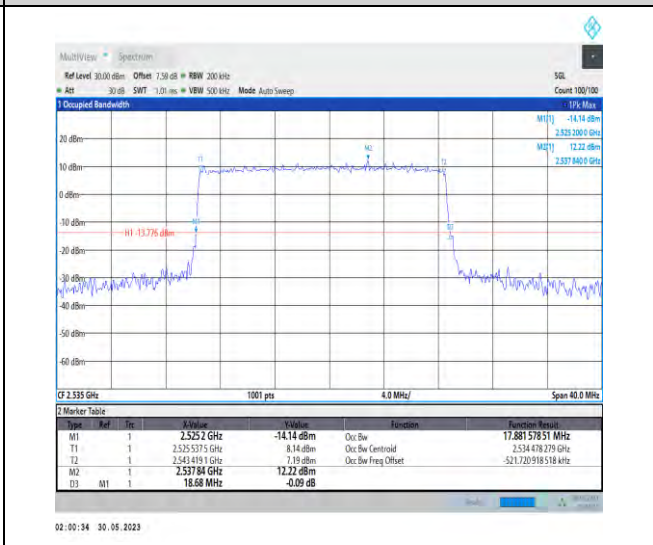 MultiView Spectrum
Ref Level 30.00 dBm Offset 7.59 dB RBW 200 kHz SGL
Att 30 dB SWT 1.01 ms VBW 500 kHz Mode Auto Sweep Count 100/100
1 Occupied Bandwidth 1Pk Max
M1[1] -14.14 dBm
2.525 200 0 GHz
M2[1] 12.22 dBm
2.537 840 0 GHz
20 dBm
M2
T1 T2
10 dBm
0 dBm
-10 dBm
H1 -13.776 dBm
-20 dBm
-30 dBm
-40 dBm
-50 dBm
-60 dBm
CF 2.535 GHz 1001 pts 4.0 MHz/ Span 40.0 MHz
2 Marker Table
Type Ref Trc X-Value Y-Value Function Function Result
M1 1 2.525 2 GHz -14.14 dBm Occ Bw 17.881 578 51 MHz
T1 1 2.525 537 5 GHz 8.14 dBm Occ Bw Centroid 2.534 478 279 GHz
T2 1 2.543 419 1 GHz 7.19 dBm Occ Bw Freq Offset -521.720 918 518 kHz
M2 1 2.537 84 GHz 12.22 dBm
D3 M1 1 18.68 MHz -0.09 dB
02:00:34 30.05.2023